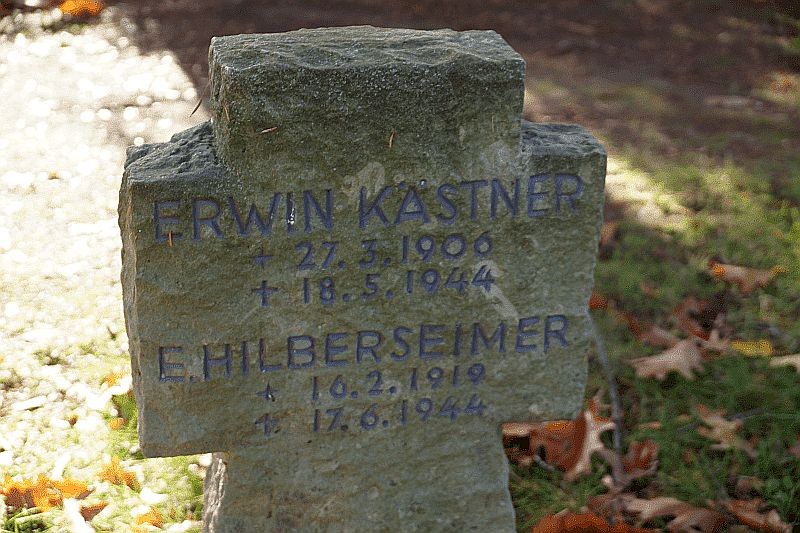 ERWIN KÄSTNER
+ 27.3.1906
+ 18.5.1944
E. HILBERSEIMER
+ 16.2.1919
+ 17.6.1944